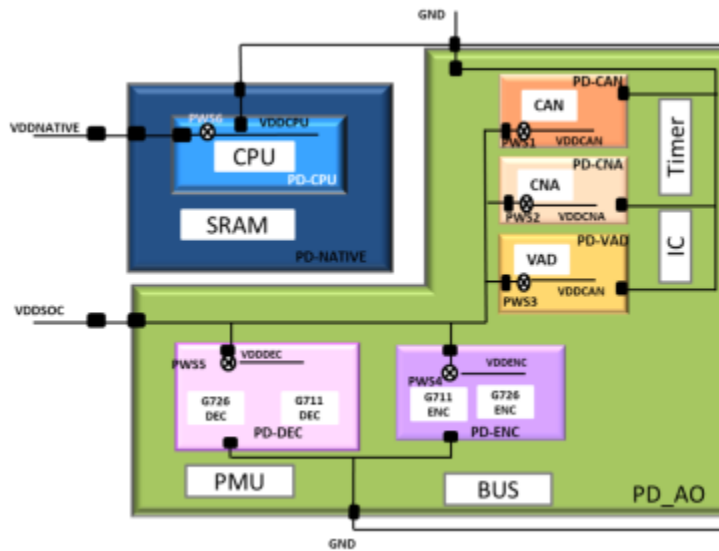 GND
PD-CAN
CAN
VDDNATIVE
PWS6
VDDCPU
CPU
PD-CPU
PWS1
VDDCAN
Timer
PD-CNA
CNA
SRAM
PWS2
VDDCNA
PD-NATIVE
PD-VAD
VAD
IC
VDDCAN
PWS3
VDDSOC
PWS5
VDDDEC
VDDENC
PWS4
G726
DEC
G711
DEC
G711
ENC
G726
ENC
PD-DEC
PD-ENC
PMU
BUS
PD_AO
GND